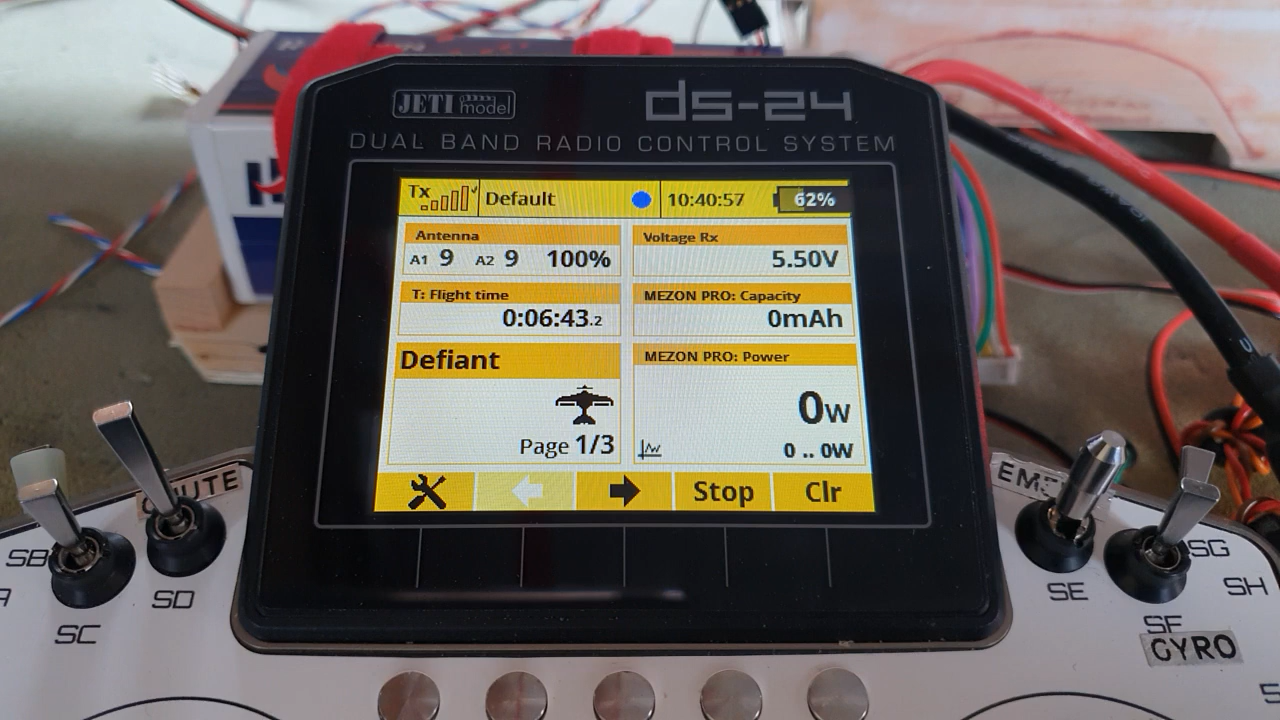 JETI model
ds-24
DUAL BAND RADIO CONTROL SYSTEM
Tx Default 10:40:57 62%
Antenna
A1 9 A2 9 100%
Voltage Rx
5.50V
T: Flight time
0:06:43.2
MEZON PRO: Capacity
0mAh
Defiant
Page 1/3
MEZON PRO: Power
0W
0 .. 0W
Stop Clr
SB
SD
SC
SE
SG
SH
SF
GYRO